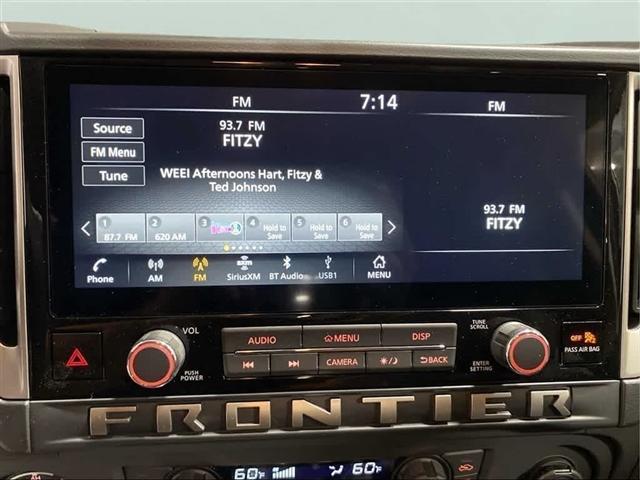 FM 7:14 FM
Source
FM Menu
Tune
93.7 FM
FITZY
WEEI Afternoons Hart, Fitzy &
Ted Johnson
93.7 FM
FITZY
1 2 3 4 5 6
87.7 FM 620 AM Hold to Save Hold to Save Hold to Save
Phone AM FM SiriusXM BT Audio USB1 MENU
VOL
PUSH
POWER
AUDIO MENU DISP
CAMERA BACK
TUNE
SCROLL
ENTER
SETTING
OFF
PASS AIR BAG
FRONTIER
60°F 60°F